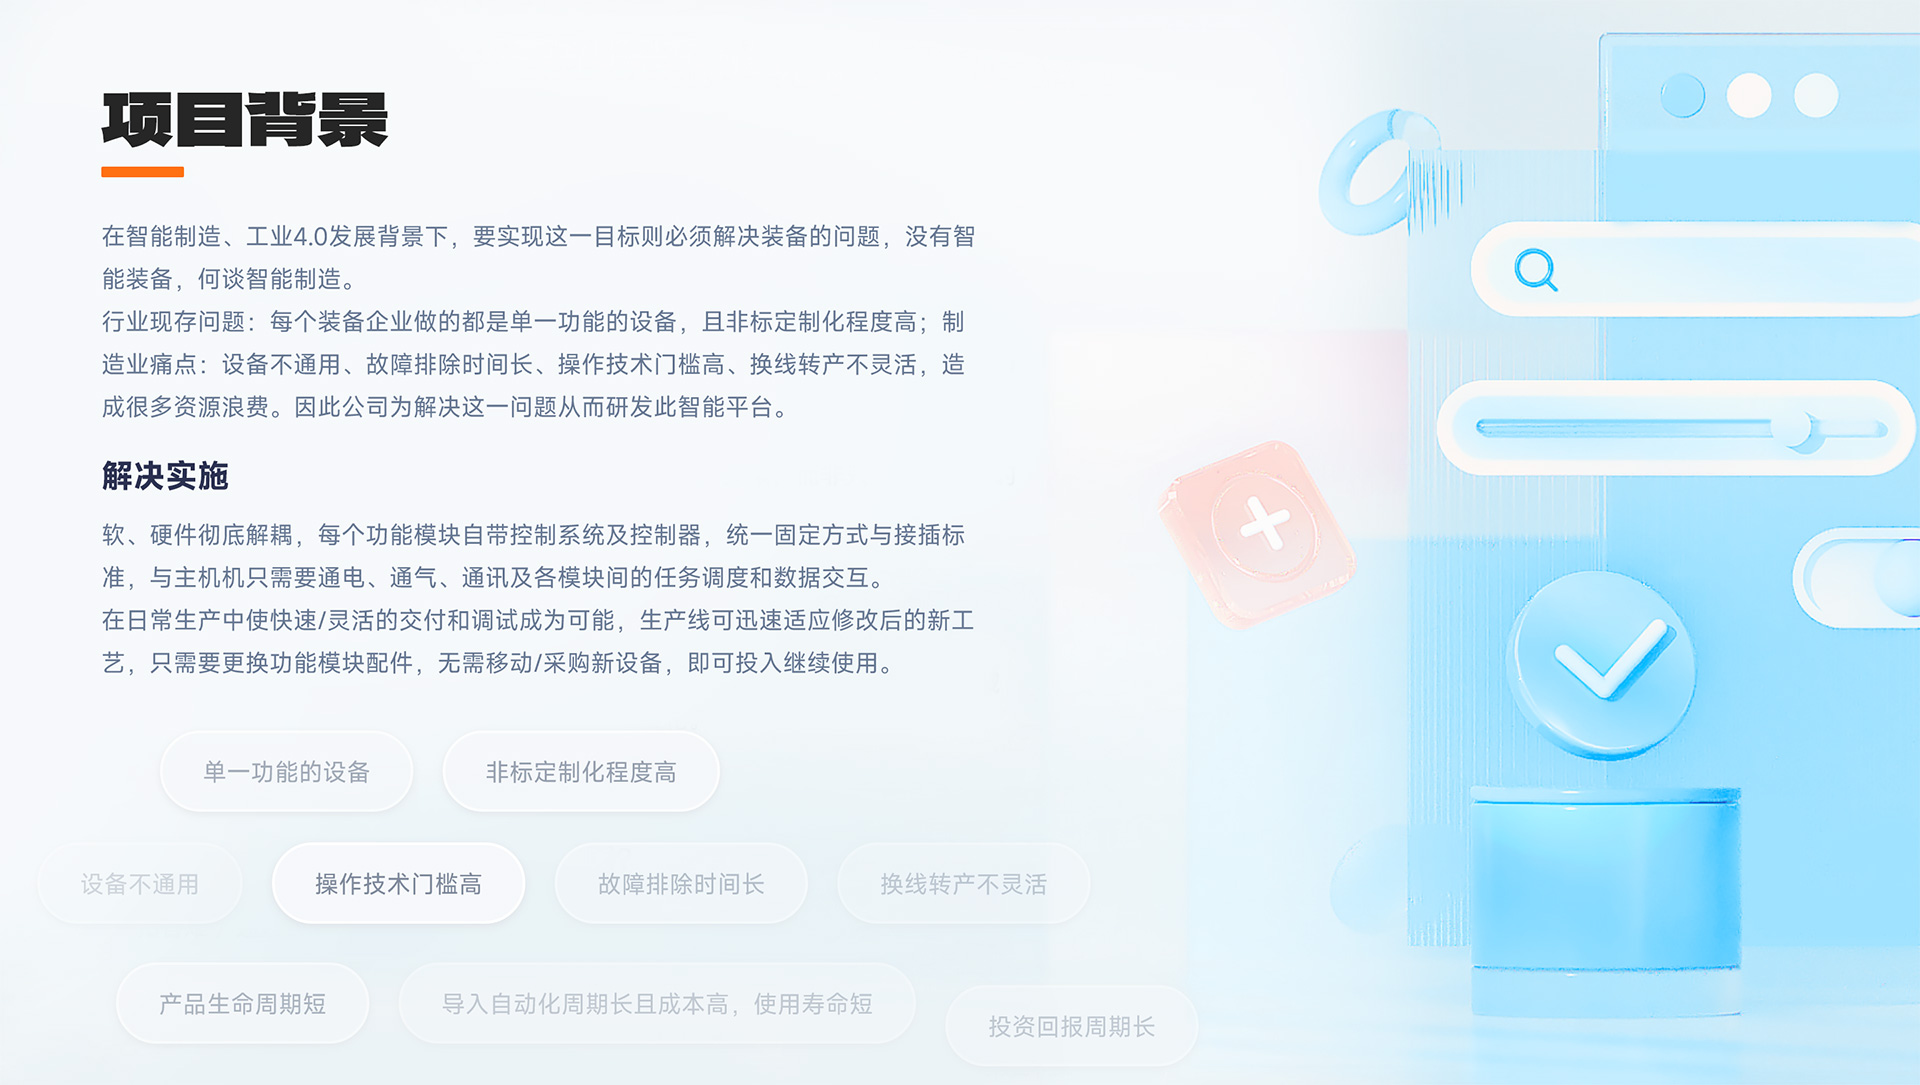 项目背景
在智能制造、工业4.0发展背景下，要实现这一目标则必须解决装备的问题，没有智
能装备，何谈智能制造。
行业现存问题：每个装备企业做的都是单一功能的设备，且非标定制化程度高；制
造业痛点：设备不通用、故障排除时间长、操作技术门槛高、换线转产不灵活，造
成很多资源浪费。因此公司为解决这一问题从而研发此智能平台。
解决实施
软、硬件彻底解耦，每个功能模块自带控制系统及控制器，统一固定方式与接插标
准，与主机机只需要通电、通气、通讯及各模块间的任务调度和数据交互。
在日常生产中使快速/灵活的交付和调试成为可能，生产线可迅速适应修改后的新工
艺，只需要更换功能模块配件，无需移动/采购新设备，即可投入继续使用。
单一功能的设备
非标定制化程度高
设备不通用
操作技术门槛高
故障排除时间长
换线转产不灵活
产品生命周期短
导入自动化周期长且成本高，使用寿命短
投资回报周期长